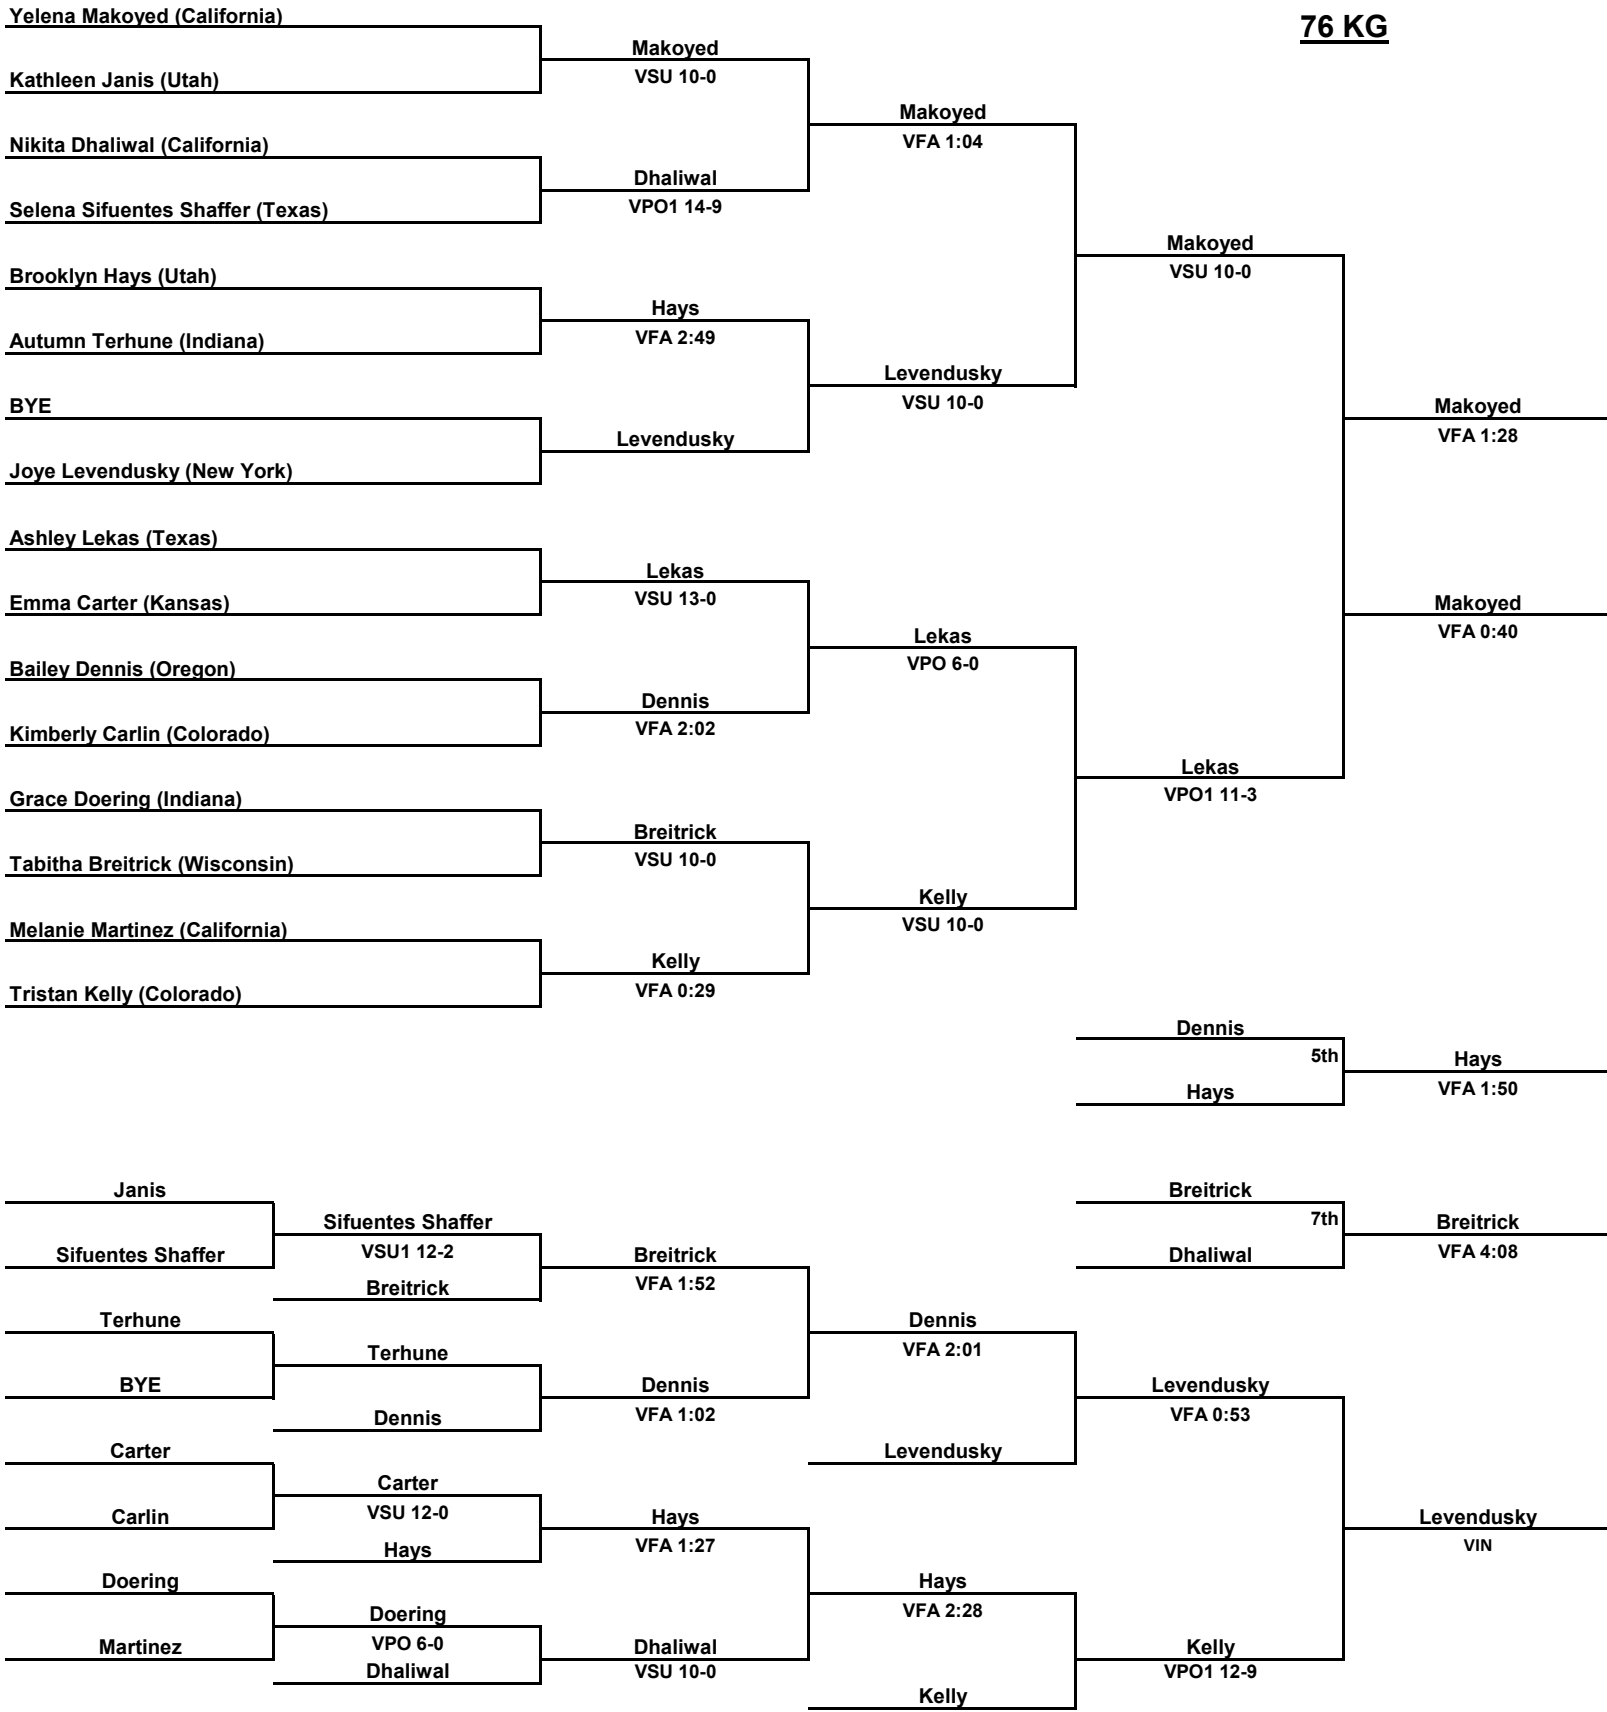 Yelena Makoyed (California)
76 KG
Makoyed
Kathleen Janis (Utah)
VSU 10-0
Makoyed
Nikita Dhaliwal (California)
VFA 1:04
Dhaliwal
Selena Sifuentes Shaffer (Texas)
VPO1 14-9
Makoyed
Brooklyn Hays (Utah)
VSU 10-0
Hays
Autumn Terhune (Indiana)
VFA 2:49
Levendusky
BYE
VSU 10-0
Makoyed
Levendusky
VFA 1:28
Joye Levendusky (New York)
Ashley Lekas (Texas)
Lekas
Emma Carter (Kansas)
VSU 13-0
Makoyed
Lekas
VFA 0:40
Bailey Dennis (Oregon)
VPO 6-0
Dennis
Kimberly Carlin (Colorado)
VFA 2:02
Lekas
Grace Doering (Indiana)
VPO1 11-3
Breitrick
Tabitha Breitrick (Wisconsin)
VSU 10-0
Kelly
Melanie Martinez (California)
VSU 10-0
Kelly
Tristan Kelly (Colorado)
VFA 0:29
Dennis
5th
Hays
Hays
VFA 1:50
Janis
Breitrick
Sifuentes Shaffer
7th
Breitrick
Sifuentes Shaffer
VSU1 12-2
Breitrick
Dhaliwal
VFA 4:08
Breitrick
VFA 1:52
Terhune
Dennis
Terhune
VFA 2:01
BYE
Dennis
Levendusky
Dennis
VFA 1:02
VFA 0:53
Carter
Levendusky
Carter
Carlin
VSU 12-0
Hays
Levendusky
Hays
VFA 1:27
VIN
Doering
Hays
Doering
VFA 2:28
Martinez
VPO 6-0
Dhaliwal
Kelly
Dhaliwal
VSU 10-0
VPO1 12-9
Kelly